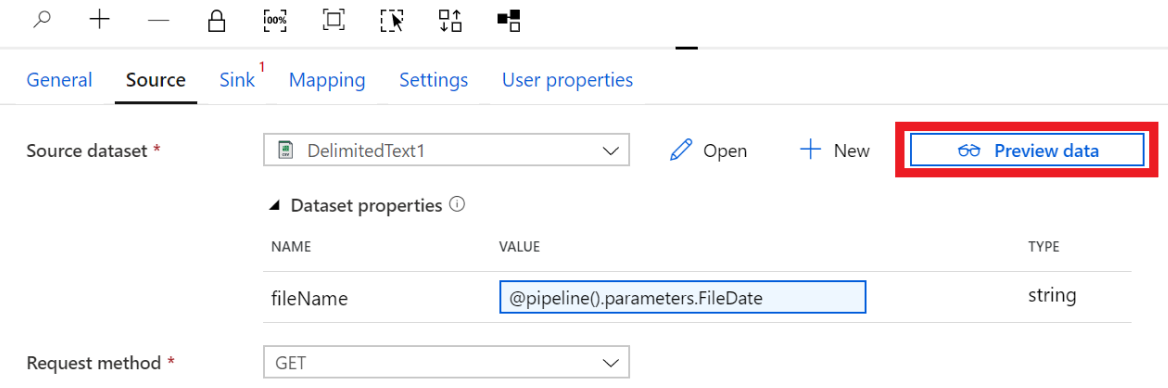 100%
General Source Sink 1 Mapping Settings User properties
Source dataset * DelimitedText1 Open New Preview data
Dataset properties
NAME VALUE TYPE
fileName @pipeline().parameters.FileDate string
Request method * GET